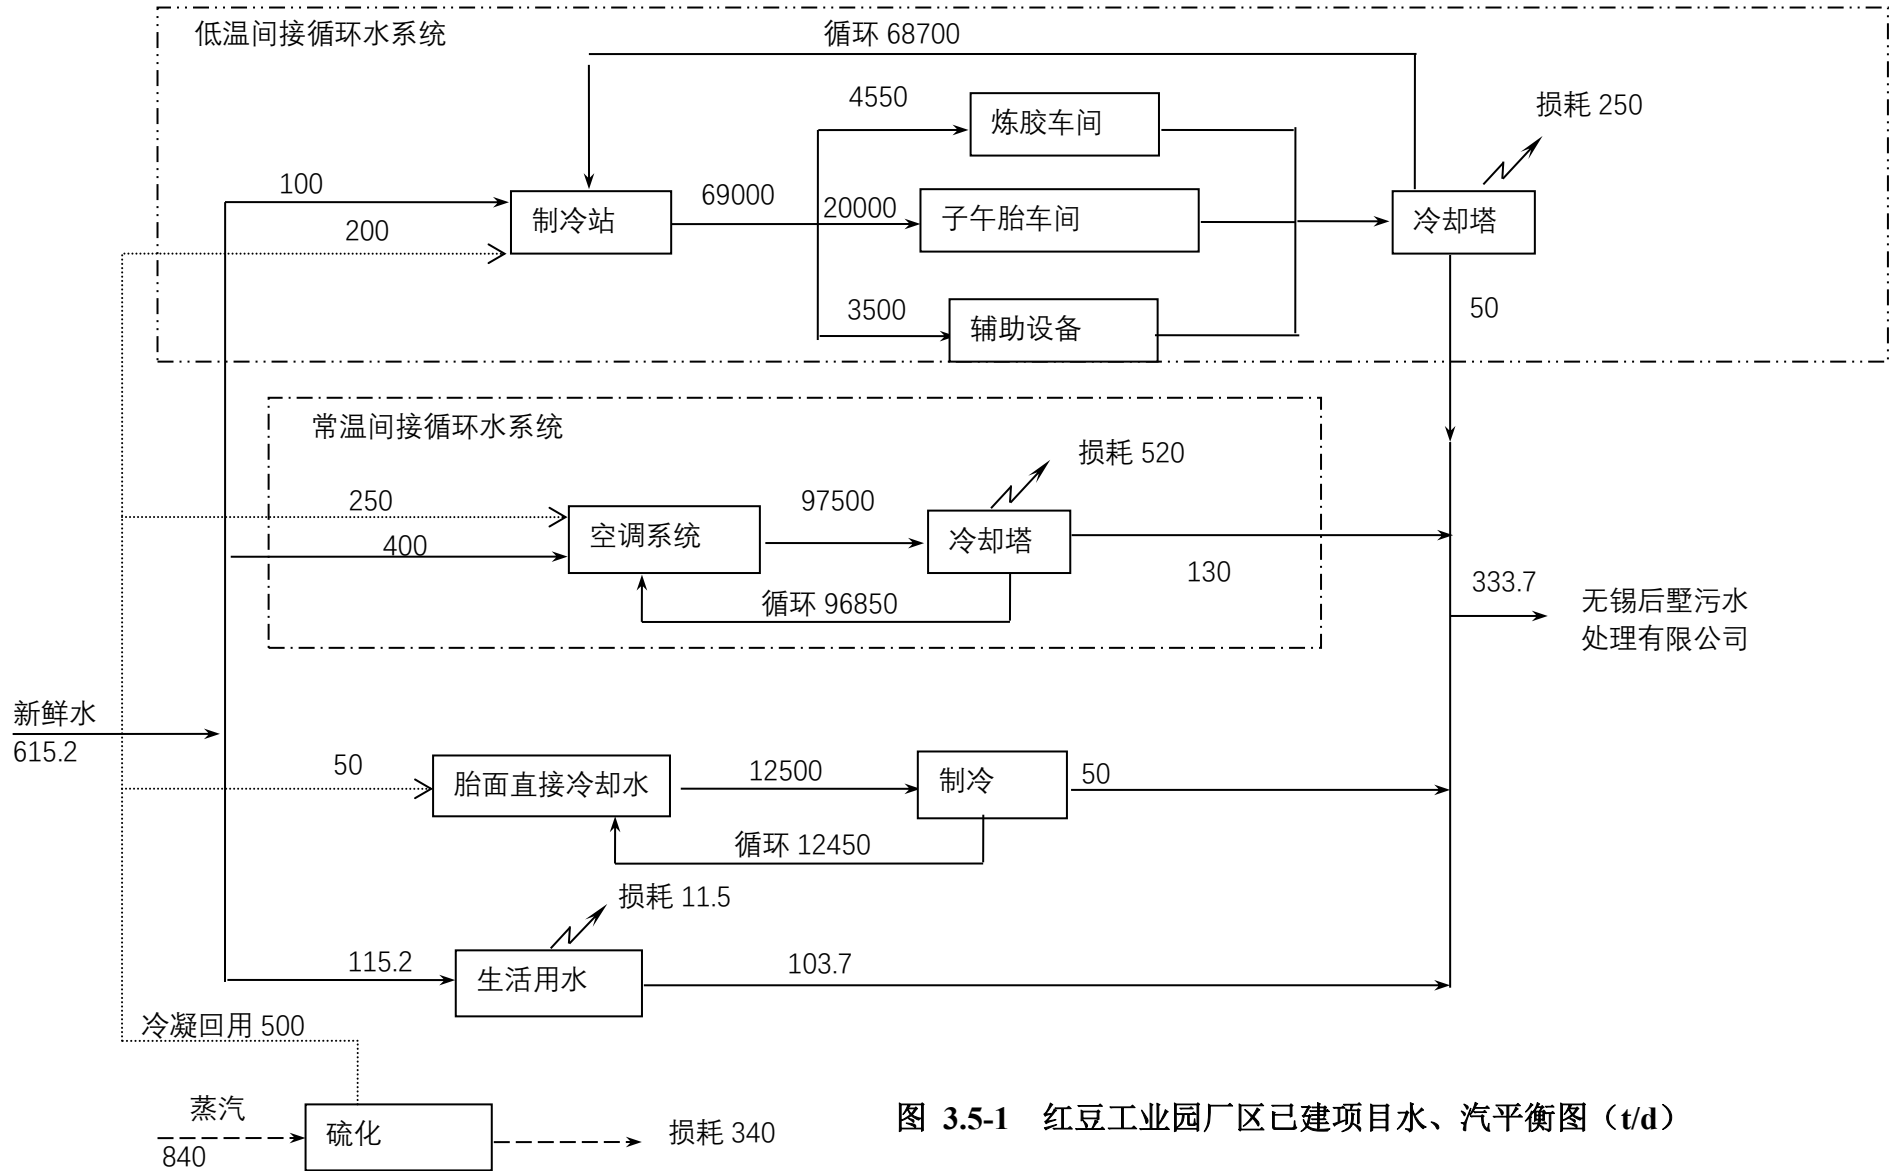 低温间接循环水系统
循环 68700
4550
炼胶车间
损耗 250
100
制冷站
69000
20000
子午胎车间
冷却塔
200
3500
辅助设备
50
常温间接循环水系统
损耗 520
250
空调系统
97500
冷却塔
400
130
循环 96850
333.7
无锡后墅污水
处理有限公司
新鲜水
615.2
50
胎面直接冷却水
12500
制冷
50
循环 12450
损耗 11.5
115.2
生活用水
103.7
冷凝回用 500
蒸汽
840
硫化
损耗 340
图 3.5-1 红豆工业园厂区已建项目水、汽平衡图（t/d）